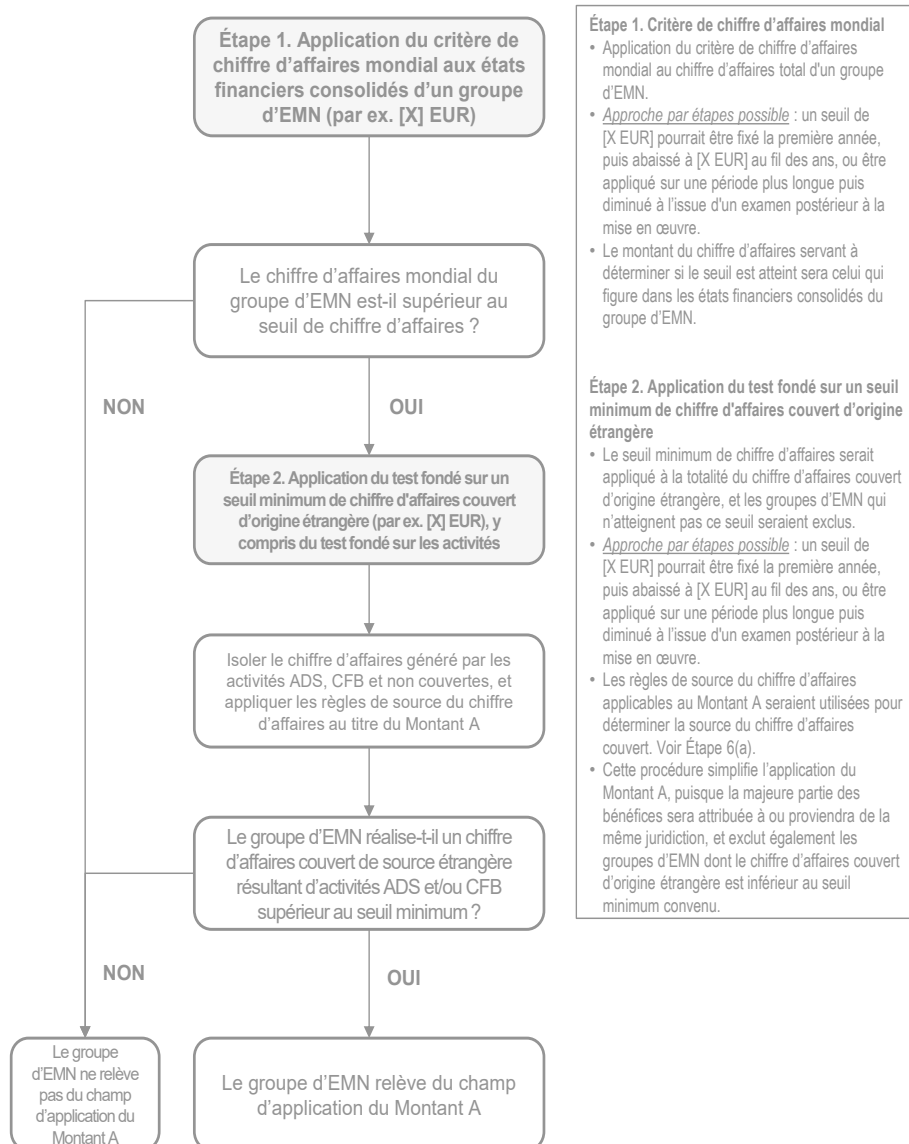 Étape 1. Application du critère de
chiffre d’affaires mondial aux états
financiers consolidés d’un groupe
d’EMN (par ex. [X] EUR)
Le chiffre d’affaires mondial du
groupe d’EMN est-il supérieur au
seuil de chiffre d’affaires ?
NON
OUI
Étape 2. Application du test fondé sur un
seuil minimum de chiffre d'affaires couvert
d’origine étrangère (par ex. [X] EUR), y
compris du test fondé sur les activités
Isoler le chiffre d’affaires généré par les
activités ADS, CFB et non couvertes, et
appliquer les règles de source du chiffre
d’affaires au titre du Montant A
Le groupe d’EMN réalise-t-il un chiffre
d’affaires couvert de source étrangère
résultant d’activités ADS et/ou CFB
supérieur au seuil minimum ?
NON
OUI
Le groupe
d’EMN ne relève
pas du champ
d’application du
Montant A
Le groupe d’EMN relève du champ
d’application du Montant A
Étape 1. Critère de chiffre d’affaires mondial
• Application du critère de chiffre d’affaires
mondial au chiffre d’affaires total d'un groupe
d’EMN.
• Approche par étapes possible : un seuil de
[X EUR] pourrait être fixé la première année,
puis abaissé à [X EUR] au fil des ans, ou être
appliqué sur une période plus longue puis
diminué à l’issue d'un examen postérieur à la
mise en œuvre.
• Le montant du chiffre d’affaires servant à
déterminer si le seuil est atteint sera celui qui
figure dans les états financiers consolidés du
groupe d’EMN.
Étape 2. Application du test fondé sur un seuil
minimum de chiffre d'affaires couvert d’origine
étrangère
• Le seuil minimum de chiffre d’affaires serait
appliqué à la totalité du chiffre d’affaires couvert
d’origine étrangère, et les groupes d’EMN qui
n’atteignent pas ce seuil seraient exclus.
• Approche par étapes possible : un seuil de
[X EUR] pourrait être fixé la première année,
puis abaissé à [X EUR] au fil des ans, ou être
appliqué sur une période plus longue puis
diminué à l’issue d'un examen postérieur à la
mise en œuvre.
• Les règles de source du chiffre d’affaires
applicables au Montant A seraient utilisées pour
déterminer la source du chiffre d’affaires
couvert. Voir Étape 6(a).
• Cette procédure simplifie l’application du
Montant A, puisque la majeure partie des
bénéfices sera attribuée à ou proviendra de la
même juridiction, et exclut également les
groupes d’EMN dont le chiffre d’affaires couvert
d’origine étrangère est inférieur au seuil
minimum convenu.